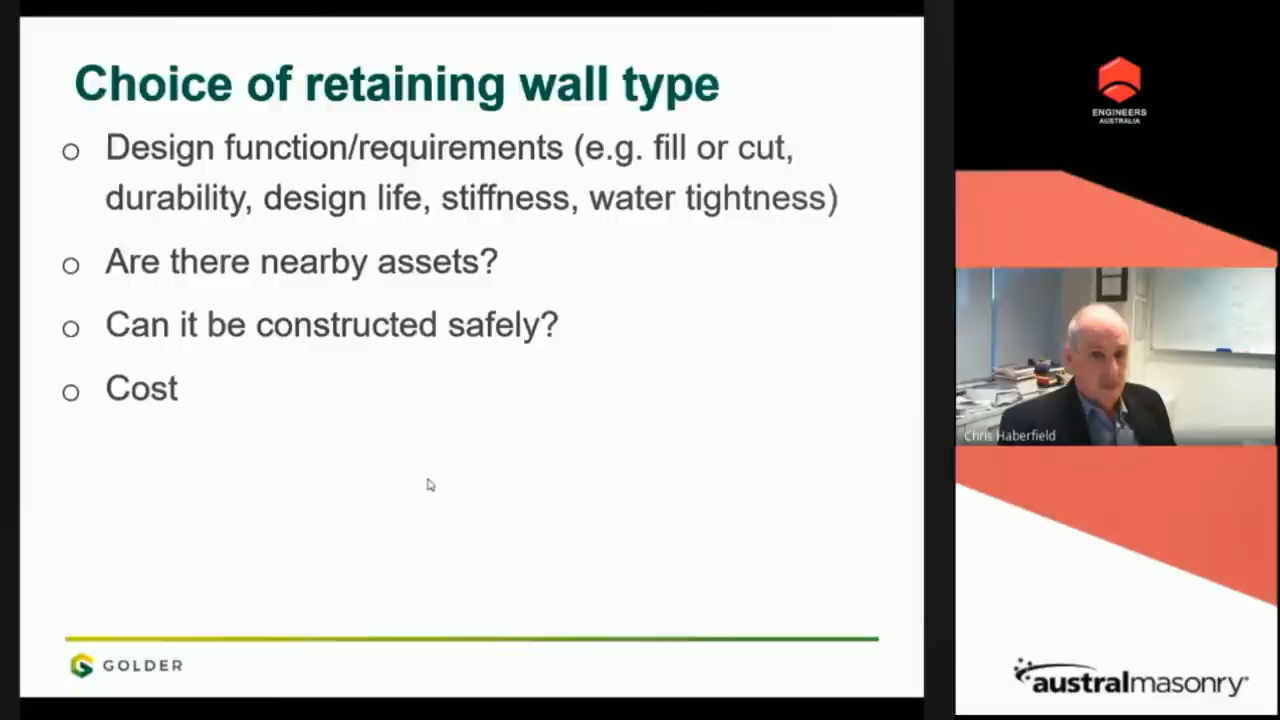 Choice of retaining wall type
o Design function/requirements (e.g. fill or cut,
durability, design life, stiffness, water tightness)
o Are there nearby assets?
o Can it be constructed safely?
o Cost
GOLDER
ENGINEERS
AUSTRALIA
Chris Haberfield
australmasonry